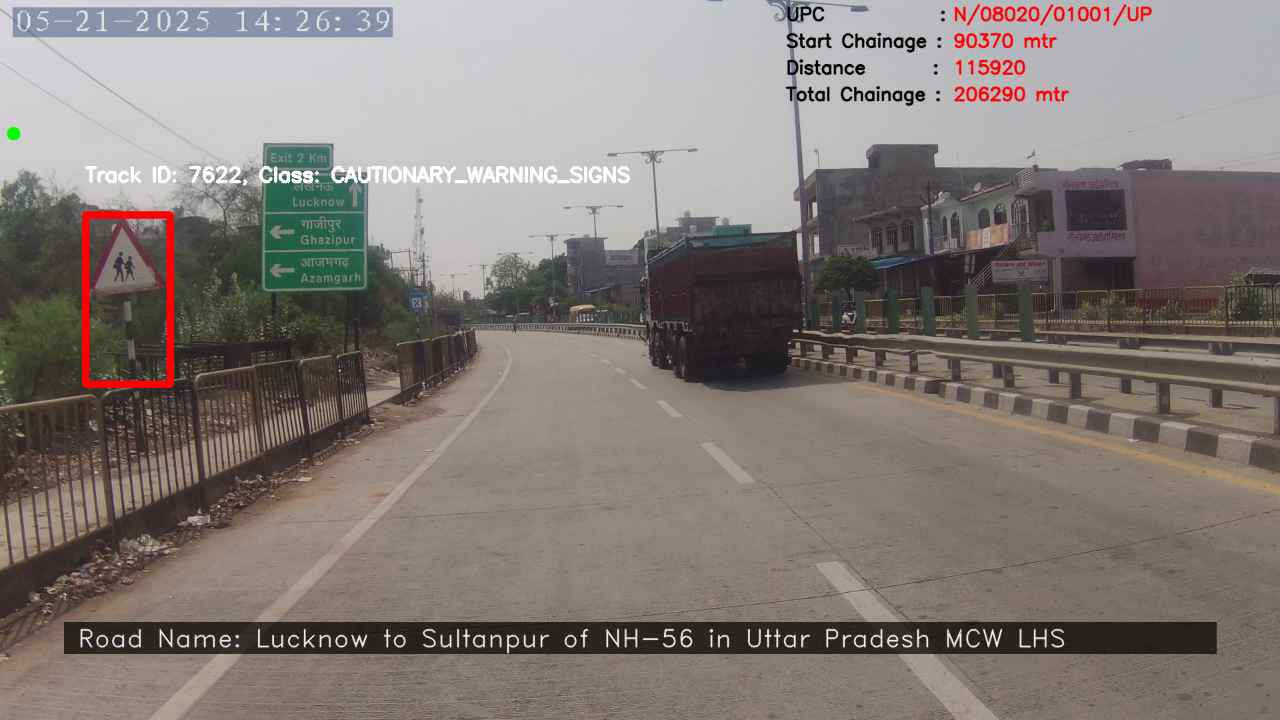 05-21-2025 14:26:39
UPC : N/08020/01001/UP
Start Chainage : 90370 mtr
Distance : 115920
Total Chainage : 206290 mtr
Exit 2 Km
Track ID: 7622, Class: CAUTIONARY_WARNING_SIGNS
लखनऊ
Lucknow
गाजीपुर
Ghazipur
आजमगढ़
Azamgarh
Road Name: Lucknow to Sultanpur of NH-56 in Uttar Pradesh MCW LHS